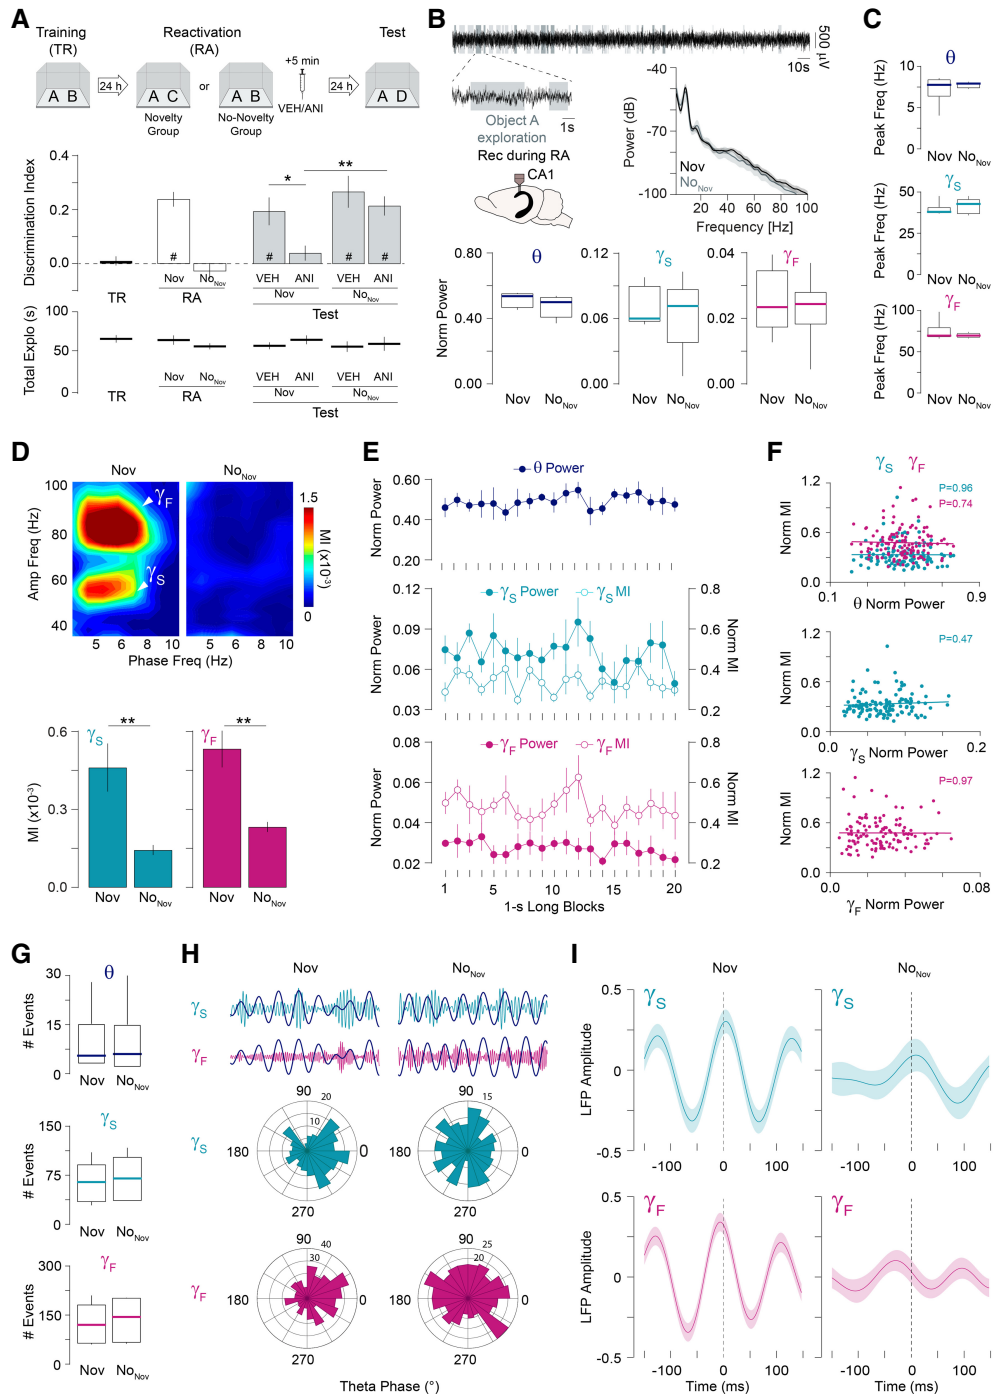 A
Training (TR)
Reactivation (RA)
Test
A B
24 h
A C
or
A B
+5 min
VEH/ANI
24 h
A D
Novelty Group
No-Novelty Group
Discrimination Index
0.4
0.2
0.0
*
**
# # # # #
Nov NoNov VEH ANI VEH ANI
TR RA Nov NoNov
Test
Total Explo (s)
50
0
Nov NoNov VEH ANI VEH ANI
TR RA Nov NoNov
Test
B
500 µV
10s
1s
Object A exploration
Rec during RA
CA1
Power (dB)
-40
-70
-100
Nov
NoNov
20 40 60 80 100
Frequency [Hz]
Norm Power
θ
0.80
0.40
0.00
Nov NoNov
γS
0.12
0.06
0.00
Nov NoNov
γF
0.04
0.02
0.00
Nov NoNov
C
θ
Peak Freq (Hz)
10
5
0
Nov NoNov
γS
Peak Freq (Hz)
50
25
0
Nov NoNov
γF
Peak Freq (Hz)
100
50
0
Nov NoNov
D
Nov NoNov
Amp Freq (Hz)
100
80
60
40
γF
γS
5 6 8 10 5 6 8 10
Phase Freq (Hz)
1.5
0
MI (x10-3)
MI (x10-3)
0.6
0.3
0.0
γS
**
Nov NoNov
γF
**
Nov NoNov
E
θ Power
Norm Power
0.60
0.40
0.20
γS Power γS MI
Norm Power
0.12
0.09
0.06
0.03
0.8
0.6
0.4
0.2
Norm MI
γF Power γF MI
Norm Power
0.08
0.06
0.04
0.02
0.8
0.6
0.4
0.2
Norm MI
1 5 10 15 20
1-s Long Blocks
F
γS γF
P=0.96
P=0.74
Norm MI
1.2
0.6
0.0
0.1 0.9
θ Norm Power
P=0.47
Norm MI
1.2
0.6
0.0
0.0 0.2
γS Norm Power
P=0.97
Norm MI
1.2
0.6
0.0
0.0 0.08
γF Norm Power
G
θ
# Events
30
15
0
Nov NoNov
γS
# Events
150
75
0
Nov NoNov
γF
# Events
300
150
0
Nov NoNov
H
Nov NoNov
γS
γF
γS
90 20 10 180 0 270
90 15 180 0 270
γF
90 40 30 180 0 270
90 25 20 180 0 270
Theta Phase (°)
I
Nov NoNov
LFP Amplitude
γS γS
0.5
0
-0.5
-100 0 100 -100 0 100
LFP Amplitude
γF γF
0.5
0
-0.5
-100 0 100 -100 0 100
Time (ms) Time (ms)